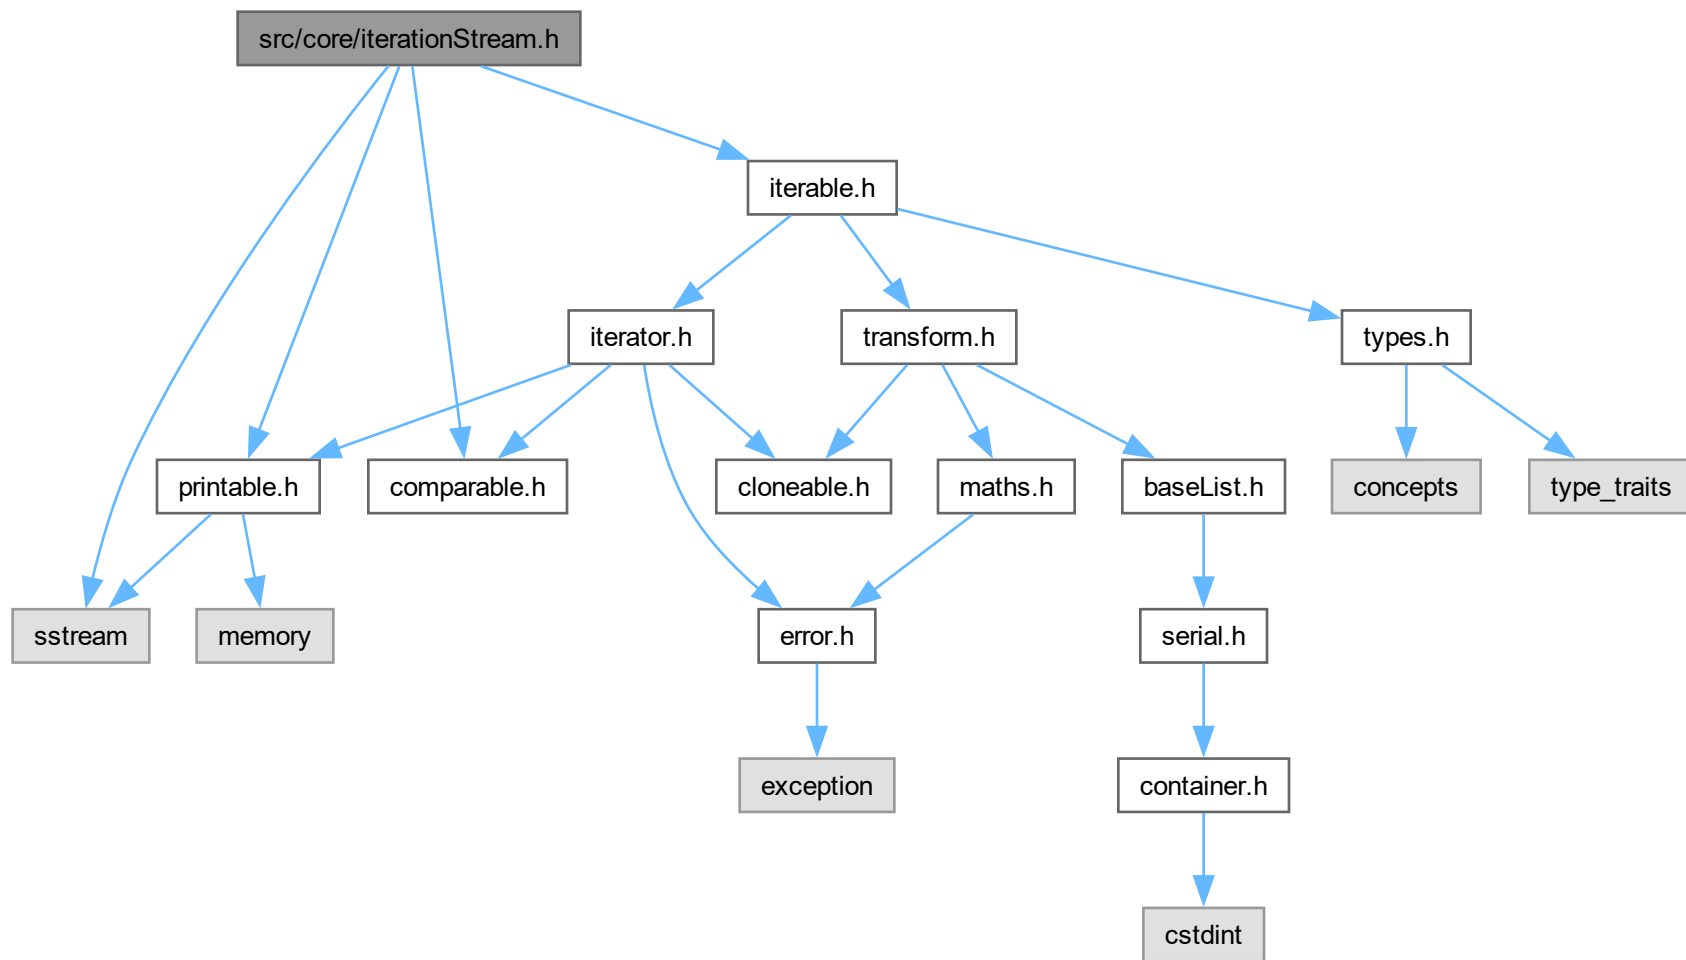 src/core/iterationStream.h
iterable.h
iterator.h
transform.h
types.h
printable.h
comparable.h
cloneable.h
maths.h
baseList.h
concepts
type_traits
sstream
memory
error.h
serial.h
exception
container.h
cstdint